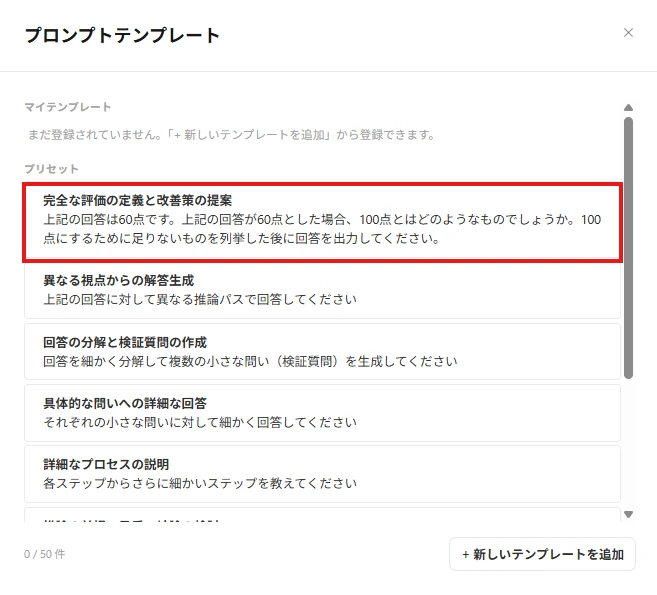 プロンプトテンプレート
マイテンプレート
まだ登録されていません。「+ 新しいテンプレートを追加」から登録できます。
プリセット
完全な評価の定義と改善策の提案
上記の回答は60点です。上記の回答が60点とした場合、100点とはどのようなものでしょうか。100
点にするために足りないものを列挙した後に回答を出力してください。
異なる視点からの解答生成
上記の回答に対して異なる推論パスで回答してください
回答の分解と検証質問の作成
回答を細かく分解して複数の小さな問い（検証質問）を生成してください
具体的な問いへの詳細な回答
それぞれの小さな問いに対して細かく回答してください
詳細なプロセスの説明
各ステップからさらに細かいステップを教えてください
0 / 50 件
+ 新しいテンプレートを追加